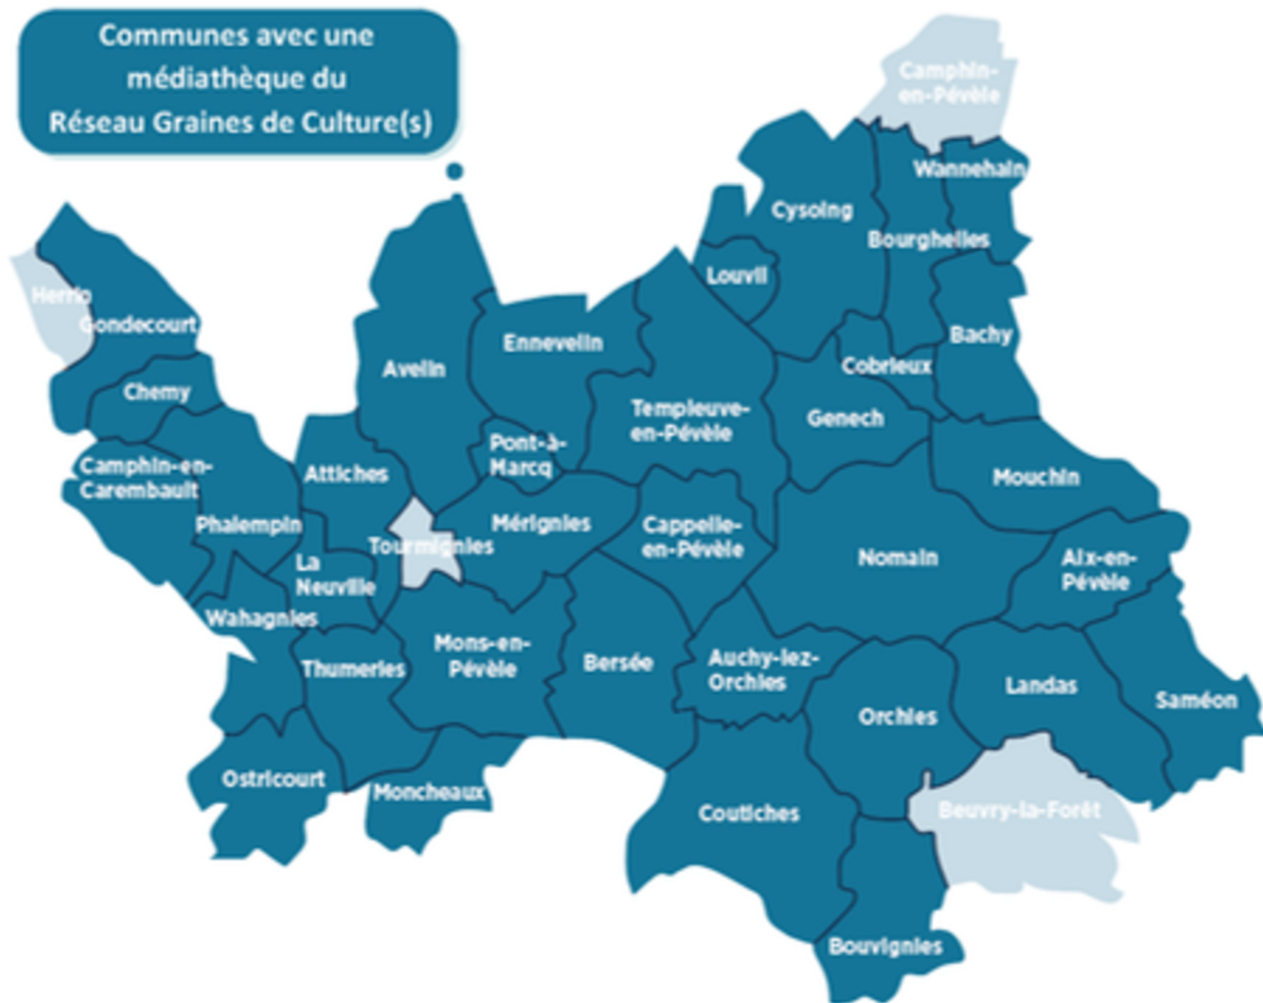 Communes avec une
médiathèque du
Réseau Graines de Culture(s)
Camphin-
en-Pévèle
Wannehain
Cysoing
Bourghelles
Louvil
Herrin
Gondecourt
Bachy
Ennevelin
Avelin
Cobrieux
Chemy
Templeuve-
en-Pévèle
Genech
Pont-à-
Marcq
Camphin-en-
Carembault
Attiches
Mouchin
Phalempin
Mérignies
Cappelle-
en-Pévèle
Tourmignies
Nomain
Aix-en-
Pévèle
La
Neuville
Wahagnies
Mons-en-
Pévèle
Bersée
Auchy-lez-
Orchies
Thumeries
Landas
Saméon
Orchies
Ostricourt
Moncheaux
Coutiches
Beuvry-la-Forêt
Bouvignies